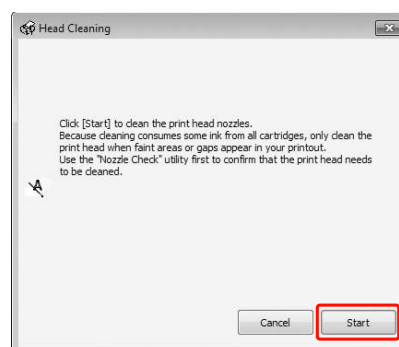 Head Cleaning
Click [Start] to clean the print head nozzles.
Because cleaning consumes some ink from all cartridges, only clean the
print head when faint areas or gaps appear in your printout.
Use the "Nozzle Check" utility first to confirm that the print head needs
to be cleaned.
A
Cancel Start